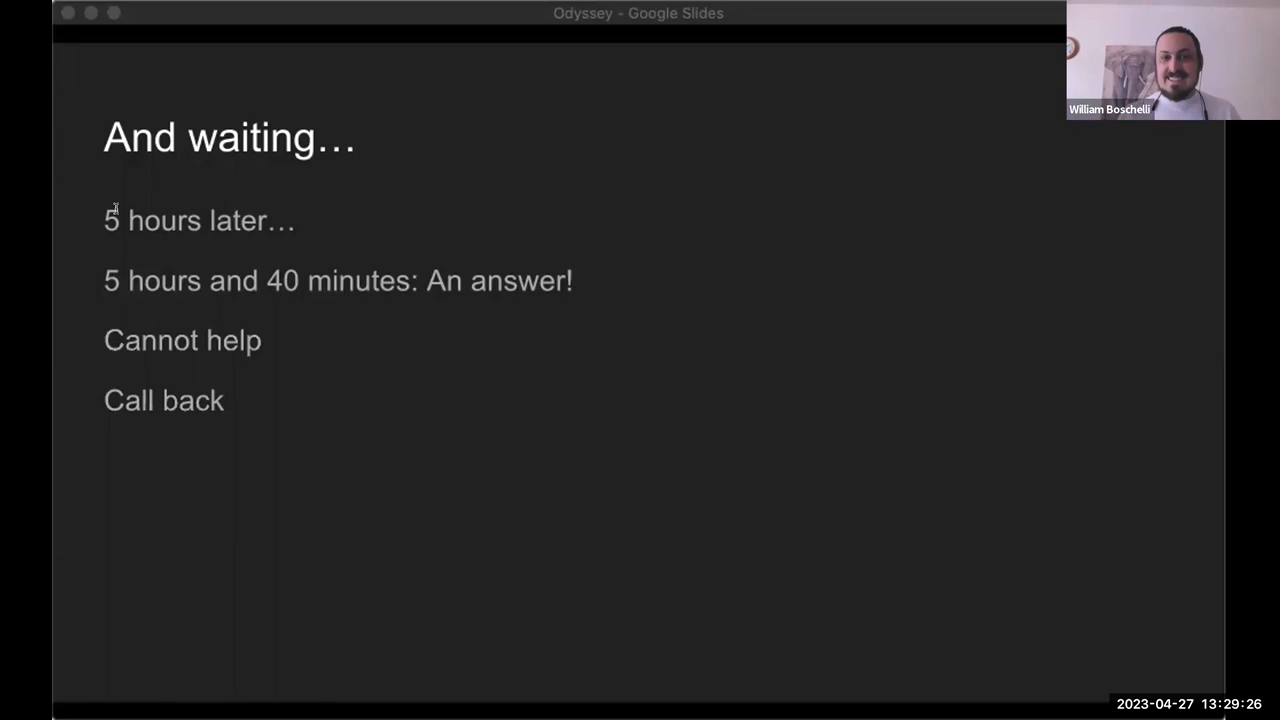 Odyssey - Google Slides
William Boschelli
And waiting…
5 hours later…
5 hours and 40 minutes: An answer!
Cannot help
Call back
2023-04-27 13:29:26